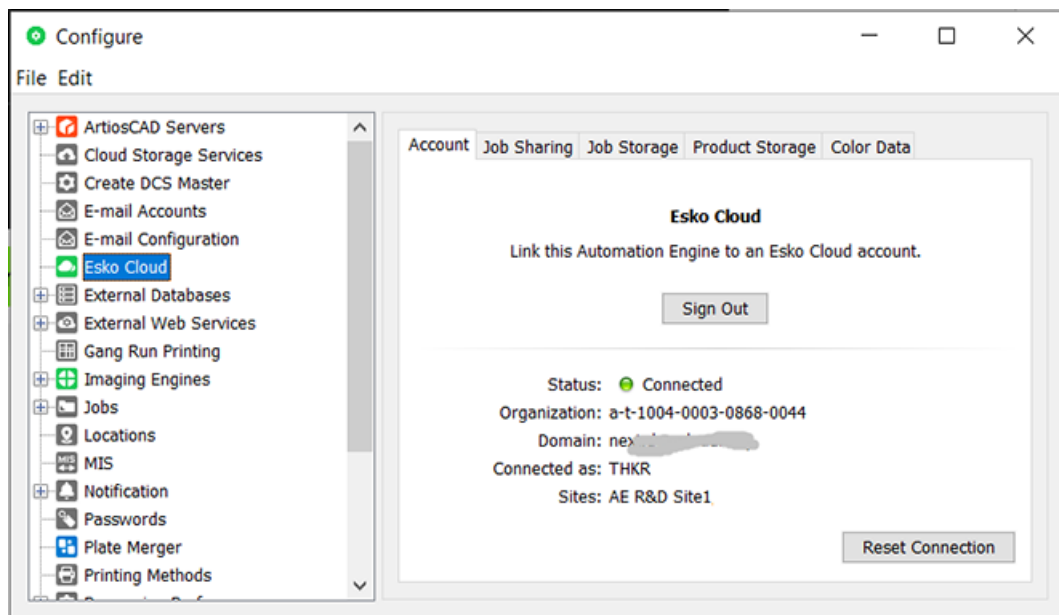 Configure
File Edit
ArtiosCAD Servers
Cloud Storage Services
Create DCS Master
E-mail Accounts
E-mail Configuration
Esko Cloud
External Databases
External Web Services
Gang Run Printing
Imaging Engines
Jobs
Locations
MIS
Notification
Passwords
Plate Merger
Printing Methods
Account Job Sharing Job Storage Product Storage Color Data
Esko Cloud
Link this Automation Engine to an Esko Cloud account.
Sign Out
Status: Connected
Organization: a-t-1004-0003-0868-0044
Domain:
Connected as: THKR
Sites: AE R&D Site1
Reset Connection